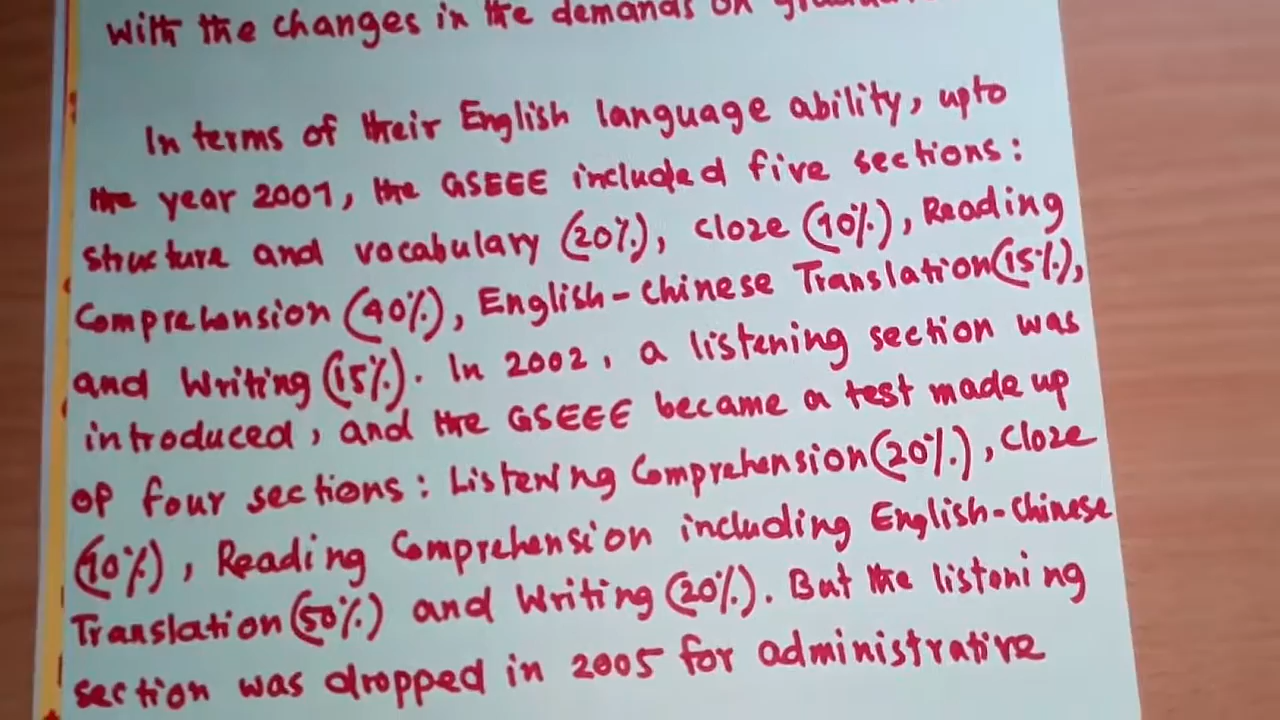 with the changes in the demands on
In terms of their English language ability, upto
the year 2001, the GSEEE included five sections:
structure and vocabulary (20%), cloze (10%), Reading
Comprehension (40%), English-Chinese Translation (15%),
and Writing (15%). In 2002, a listening section was
introduced, and the GSEEE became a test made up
of four sections: Listening Comprehension (20%), Cloze
(10%), Reading Comprehension including English-Chinese
Translation (50%) and Writing (20%). But the listening
section was dropped in 2005 for administrative